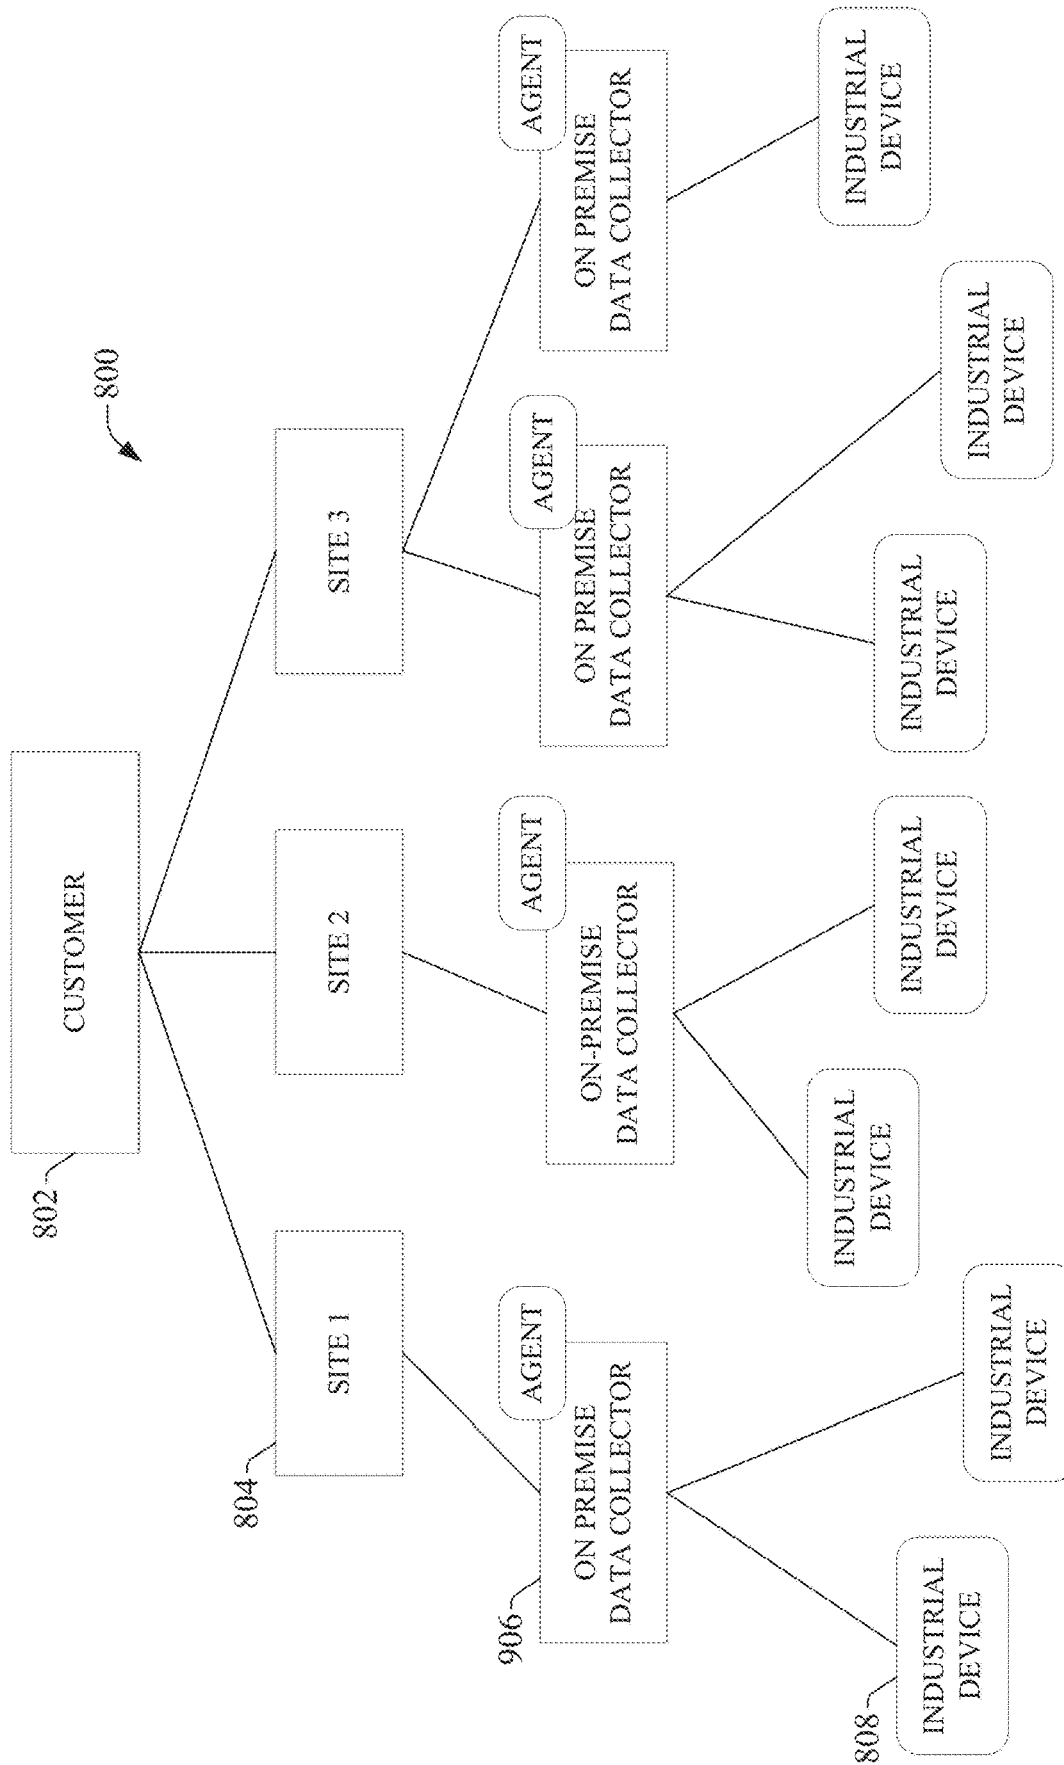 800
802
CUSTOMER
804
SITE 1
SITE 2
SITE 3
906
AGENT
ON PREMISE
DATA COLLECTOR
AGENT
ON-PREMISE
DATA COLLECTOR
AGENT
ON PREMISE
DATA COLLECTOR
AGENT
ON PREMISE
DATA COLLECTOR
808
INDUSTRIAL
DEVICE
INDUSTRIAL
DEVICE
INDUSTRIAL
DEVICE
INDUSTRIAL
DEVICE
INDUSTRIAL
DEVICE
INDUSTRIAL
DEVICE
INDUSTRIAL
DEVICE